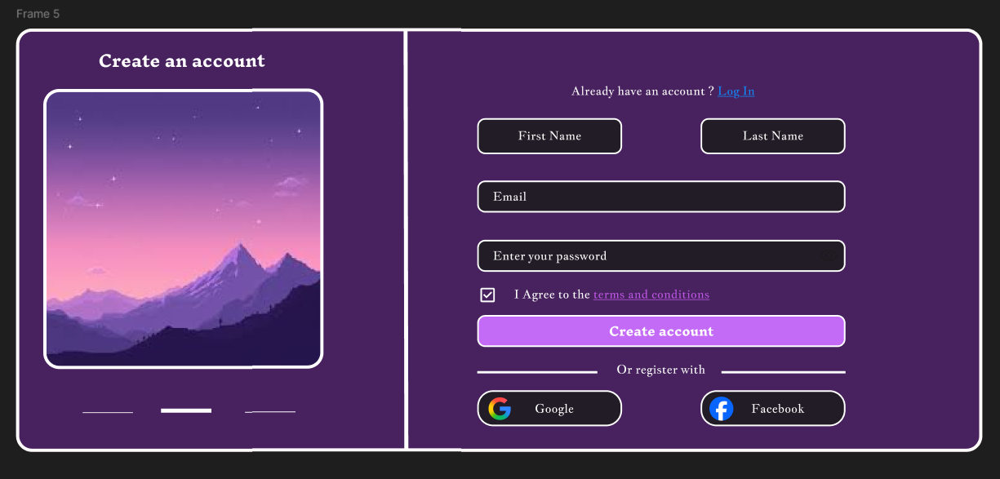 Frame 5
Create an account
Already have an account ? Log In
First Name
Last Name
Email
Enter your password
I Agree to the terms and conditions
Create account
Or register with
Google
Facebook